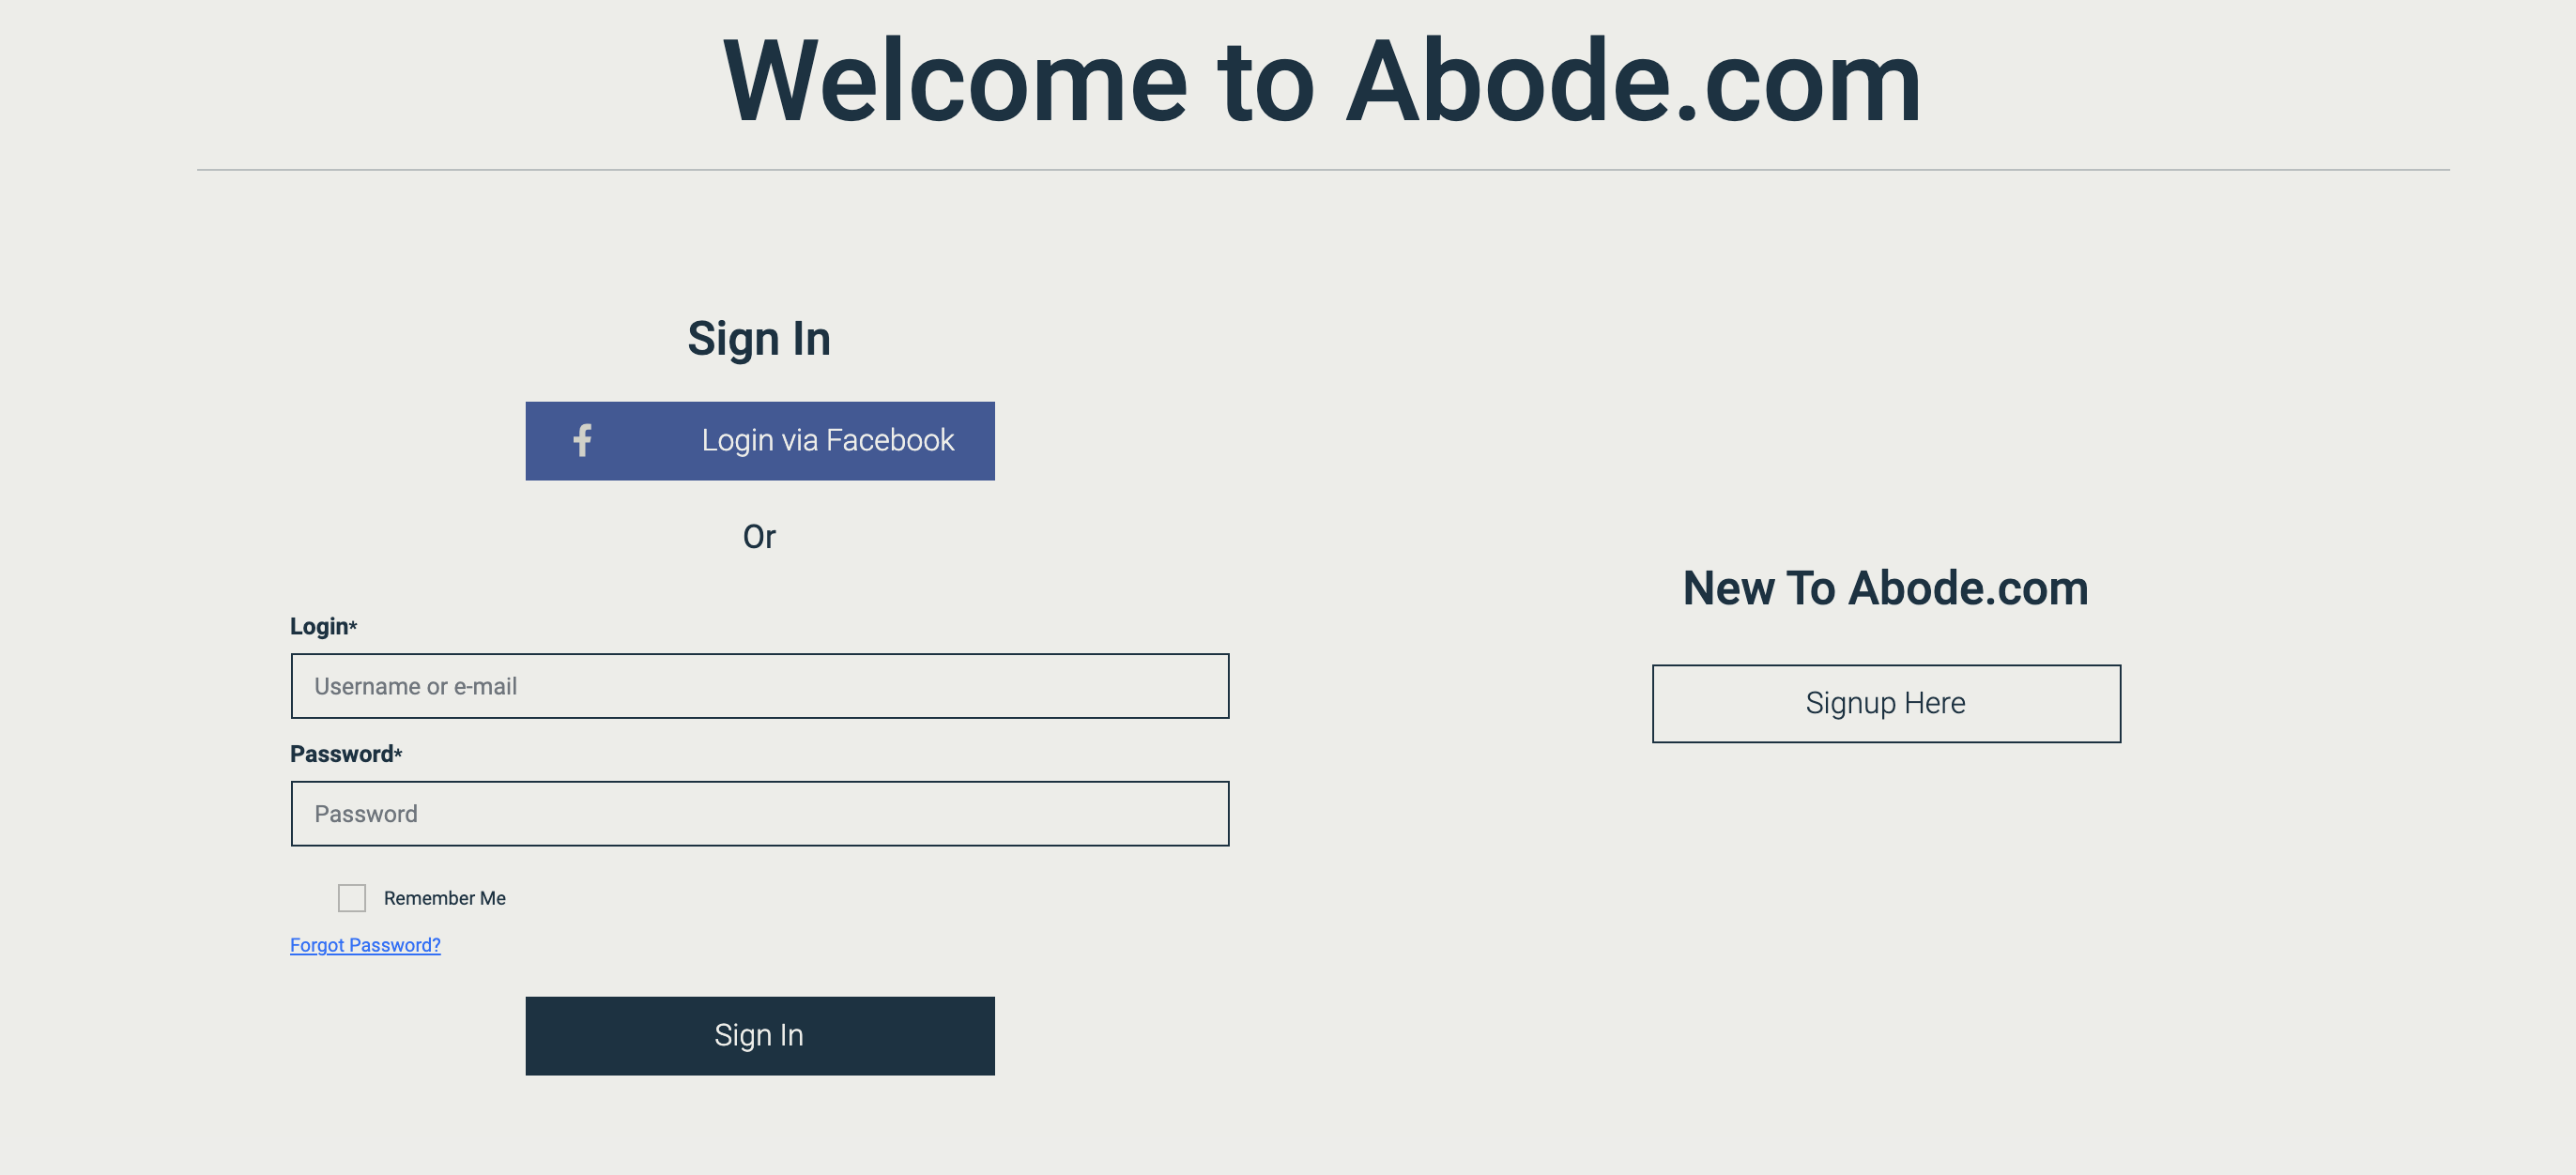 Welcome to Abode.com
Sign In
Login via Facebook
Or
Login*
Username or e-mail
Password*
Password
Remember Me
Forgot Password?
Sign In
New To Abode.com
Signup Here